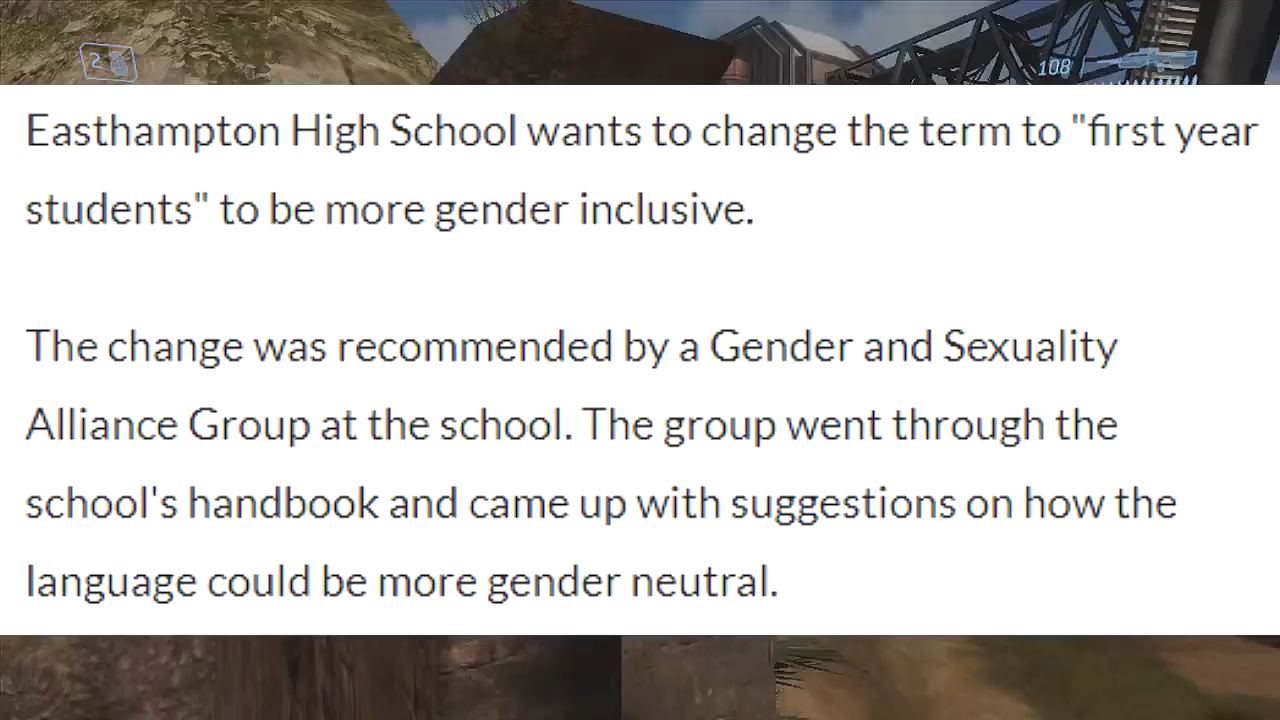 2
108
Easthampton High School wants to change the term to "first year
students" to be more gender inclusive.
The change was recommended by a Gender and Sexuality
Alliance Group at the school. The group went through the
school's handbook and came up with suggestions on how the
language could be more gender neutral.